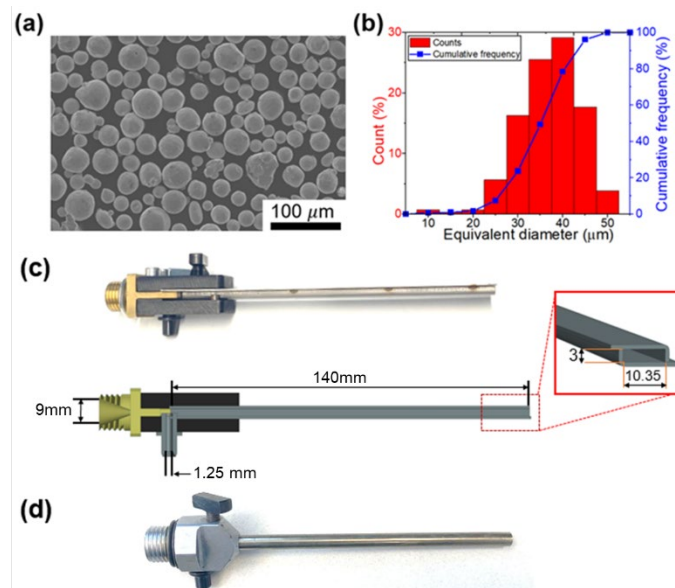 (a)
100 μm
(b)
Counts
Cumulative frequency
Count (%)
30
20
10
0
Cumulative frequency (%)
100
80
60
40
20
0
10 20 30 40 50
Equivalent diameter (μm)
(c)
140mm
9mm
1.25 mm
3
10.35
(d)